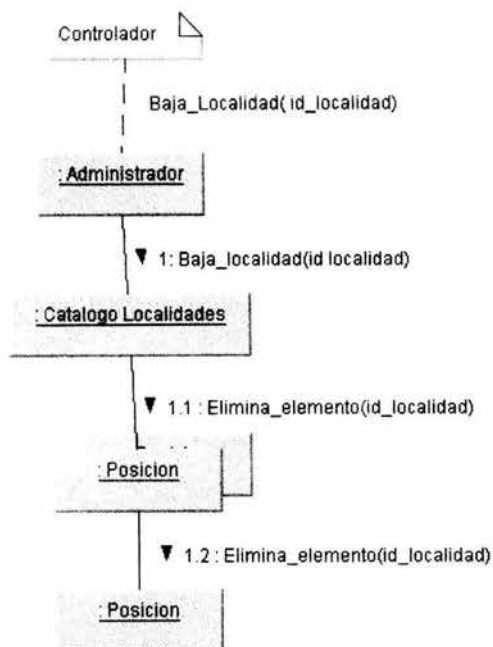 Controlador
Baja_Localidad( id_localidad)
: Administrador
1: Baja_localidad(id localidad)
: Catalogo Localidades
1.1 : Elimina_elemento(id_localidad)
: Posicion
1.2 : Elimina_elemento(id_localidad)
: Posicion